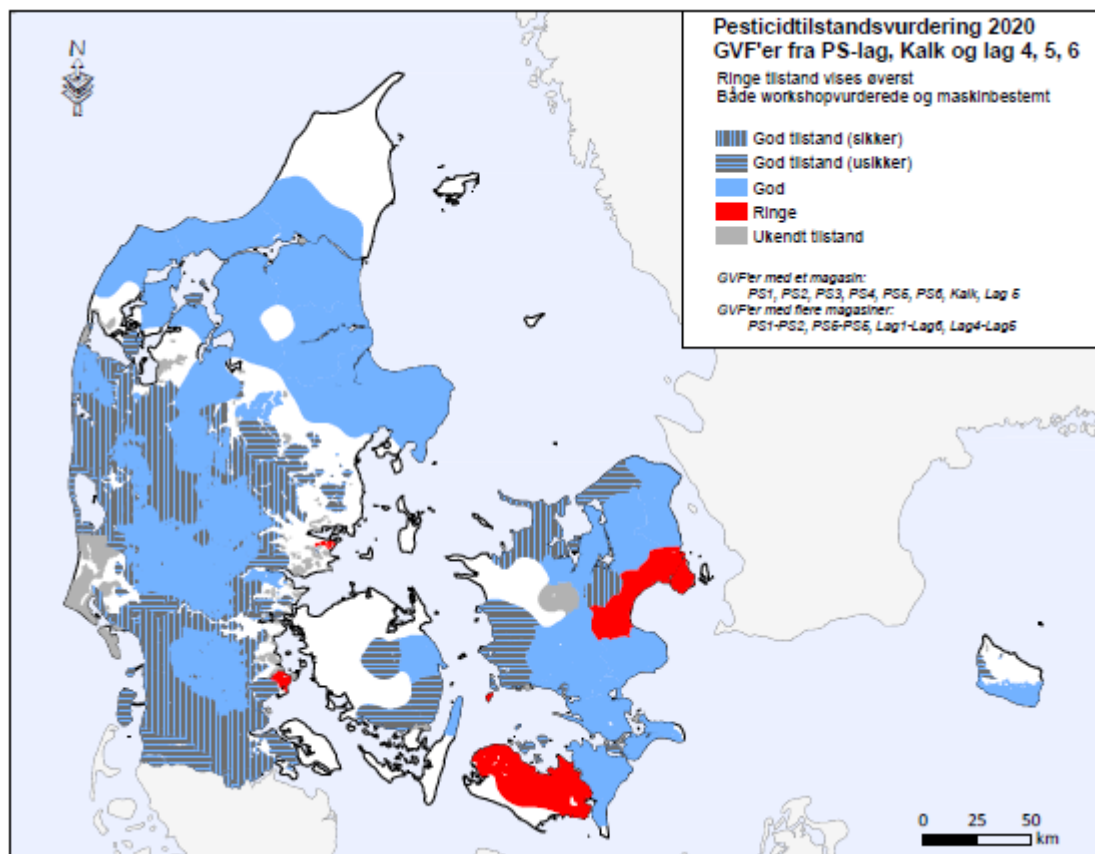 Pesticidtilstandsvurdering 2020
GVF'er fra PS-lag, Kalk og lag 4, 5, 6
Ringe tilstand vises øverst
Både workshopvurderede og maskinbestemt
God tilstand (sikker)
God tilstand (usikker)
God
Ringe
Ukendt tilstand
GVF'er med et magasin:
PS1, PS2, PS3, PS4, PS5, PS6, Kalk, Lag 5
GVF'er med flere magasiner:
PS1-PS2, PS5-PS6, Lag1-Lag6, Lag4-Lag5
N
0 25 50
km